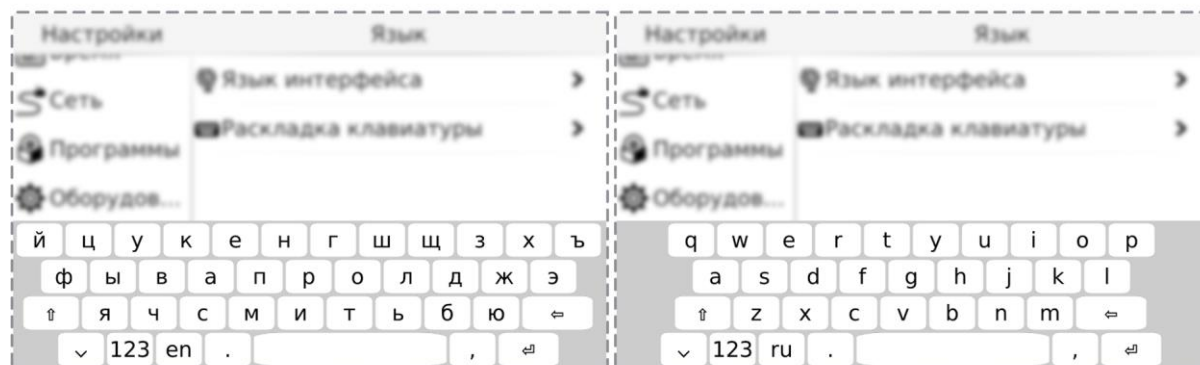 Настройки Язык
Сеть Язык интерфейса
Программы Раскладка клавиатуры
Оборудов...
й ц у к е н г ш щ з х ъ
ф ы в а п р о л д ж э
⇧ я ч с м и т ь б ю ⇦
⌵ 123 en . , ⏎
Настройки Язык
Сеть Язык интерфейса
Программы Раскладка клавиатуры
Оборудов...
q w e r t y u i o p
a s d f g h j k l
⇧ z x c v b n m ⇦
⌵ 123 ru . , ⏎